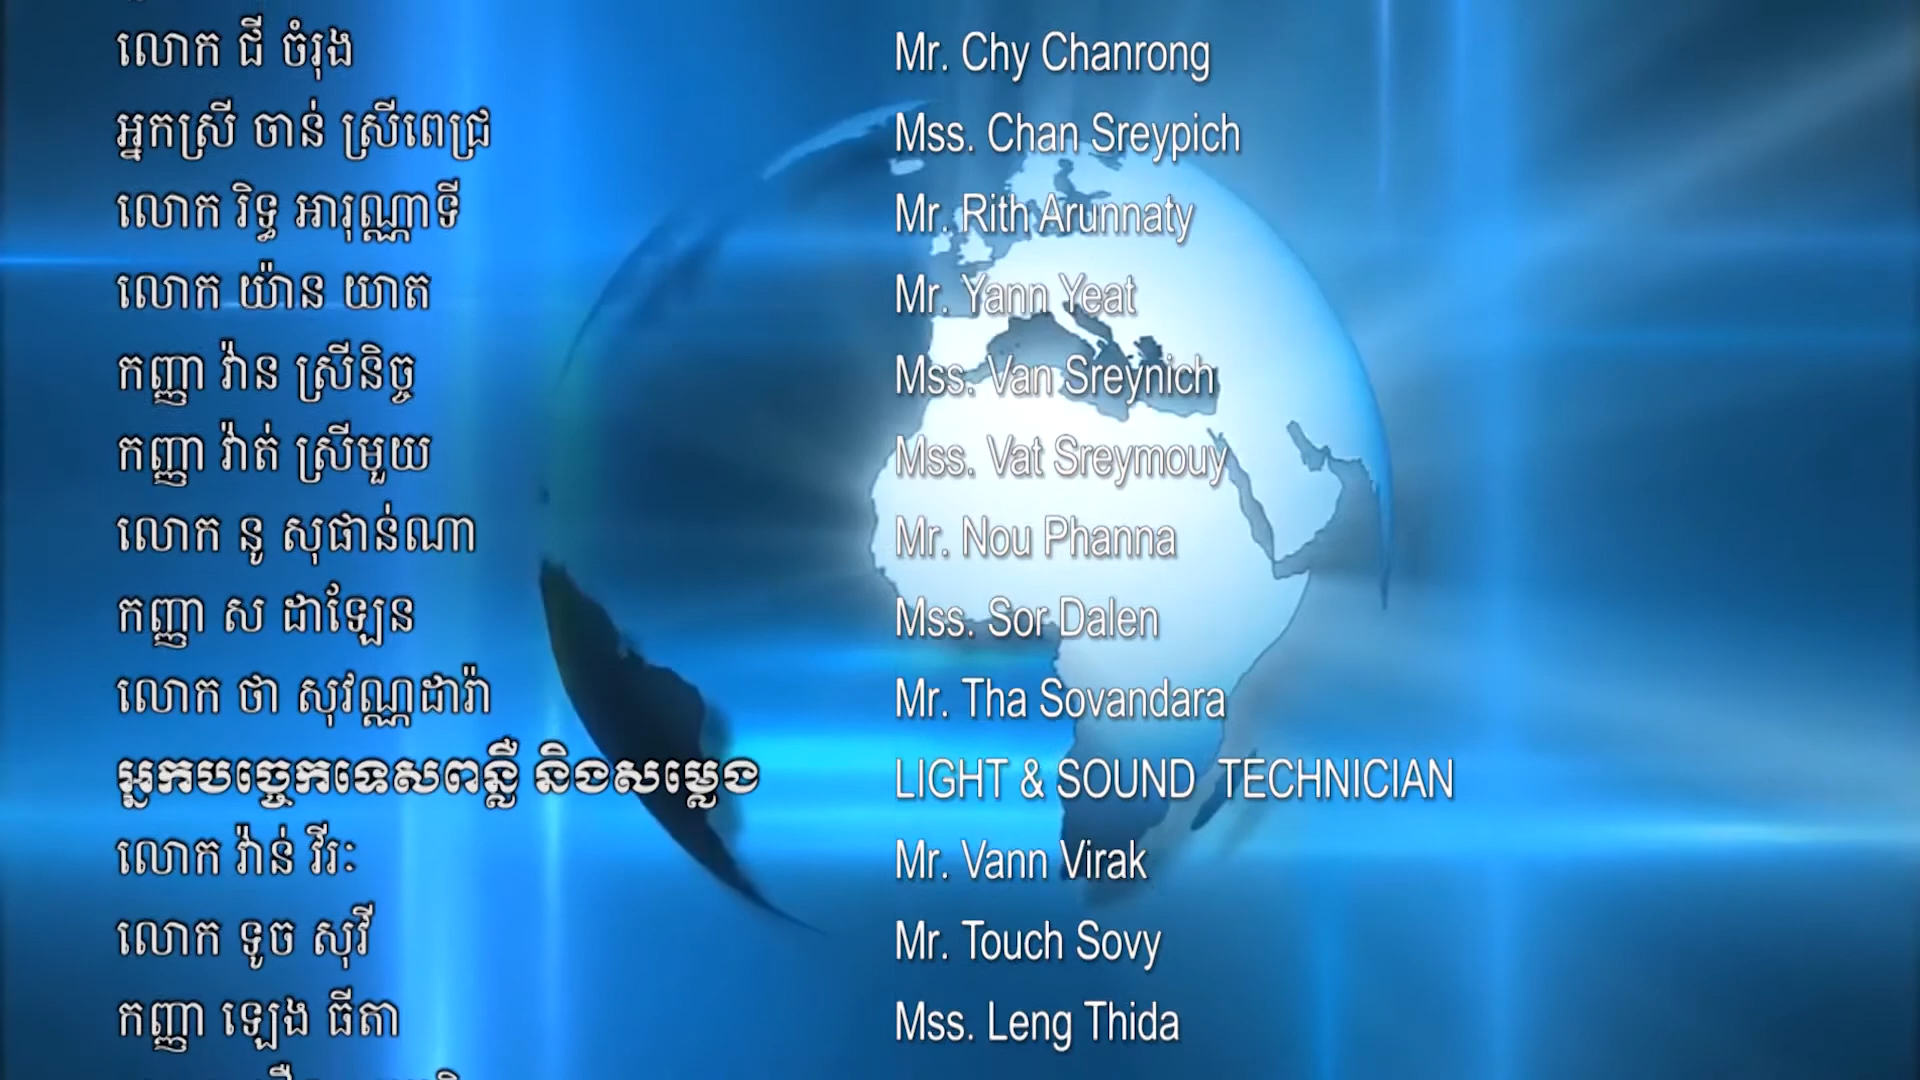 លោក ជី ចំរុង Mr. Chy Chanrong
អ្នកស្រី ចាន់ ស្រីពេជ្រ Mss. Chan Sreypich
លោក រិទ្ធ អារុណ្ណាទី Mr. Rith Arunnaty
លោក យ៉ាន យាត Mr. Yann Yeat
កញ្ញា វ៉ាន ស្រីនិច្ច Mss. Van Sreynich
កញ្ញា វ៉ាត់ ស្រីមួយ Mss. Vat Sreymouy
លោក នូ សុផាន់ណា Mr. Nou Phanna
កញ្ញា ស ដាឡែន Mss. Sor Dalen
លោក ថា សុវណ្ណដារ៉ា Mr. Tha Sovandara
អ្នកបច្ចេកទេសពន្លឺ និងសម្លេង LIGHT & SOUND TECHNICIAN
លោក វ៉ាន់ វីរៈ Mr. Vann Virak
លោក ទូច សុវី Mr. Touch Sovy
កញ្ញា ឡេង ធីតា Mss. Leng Thida